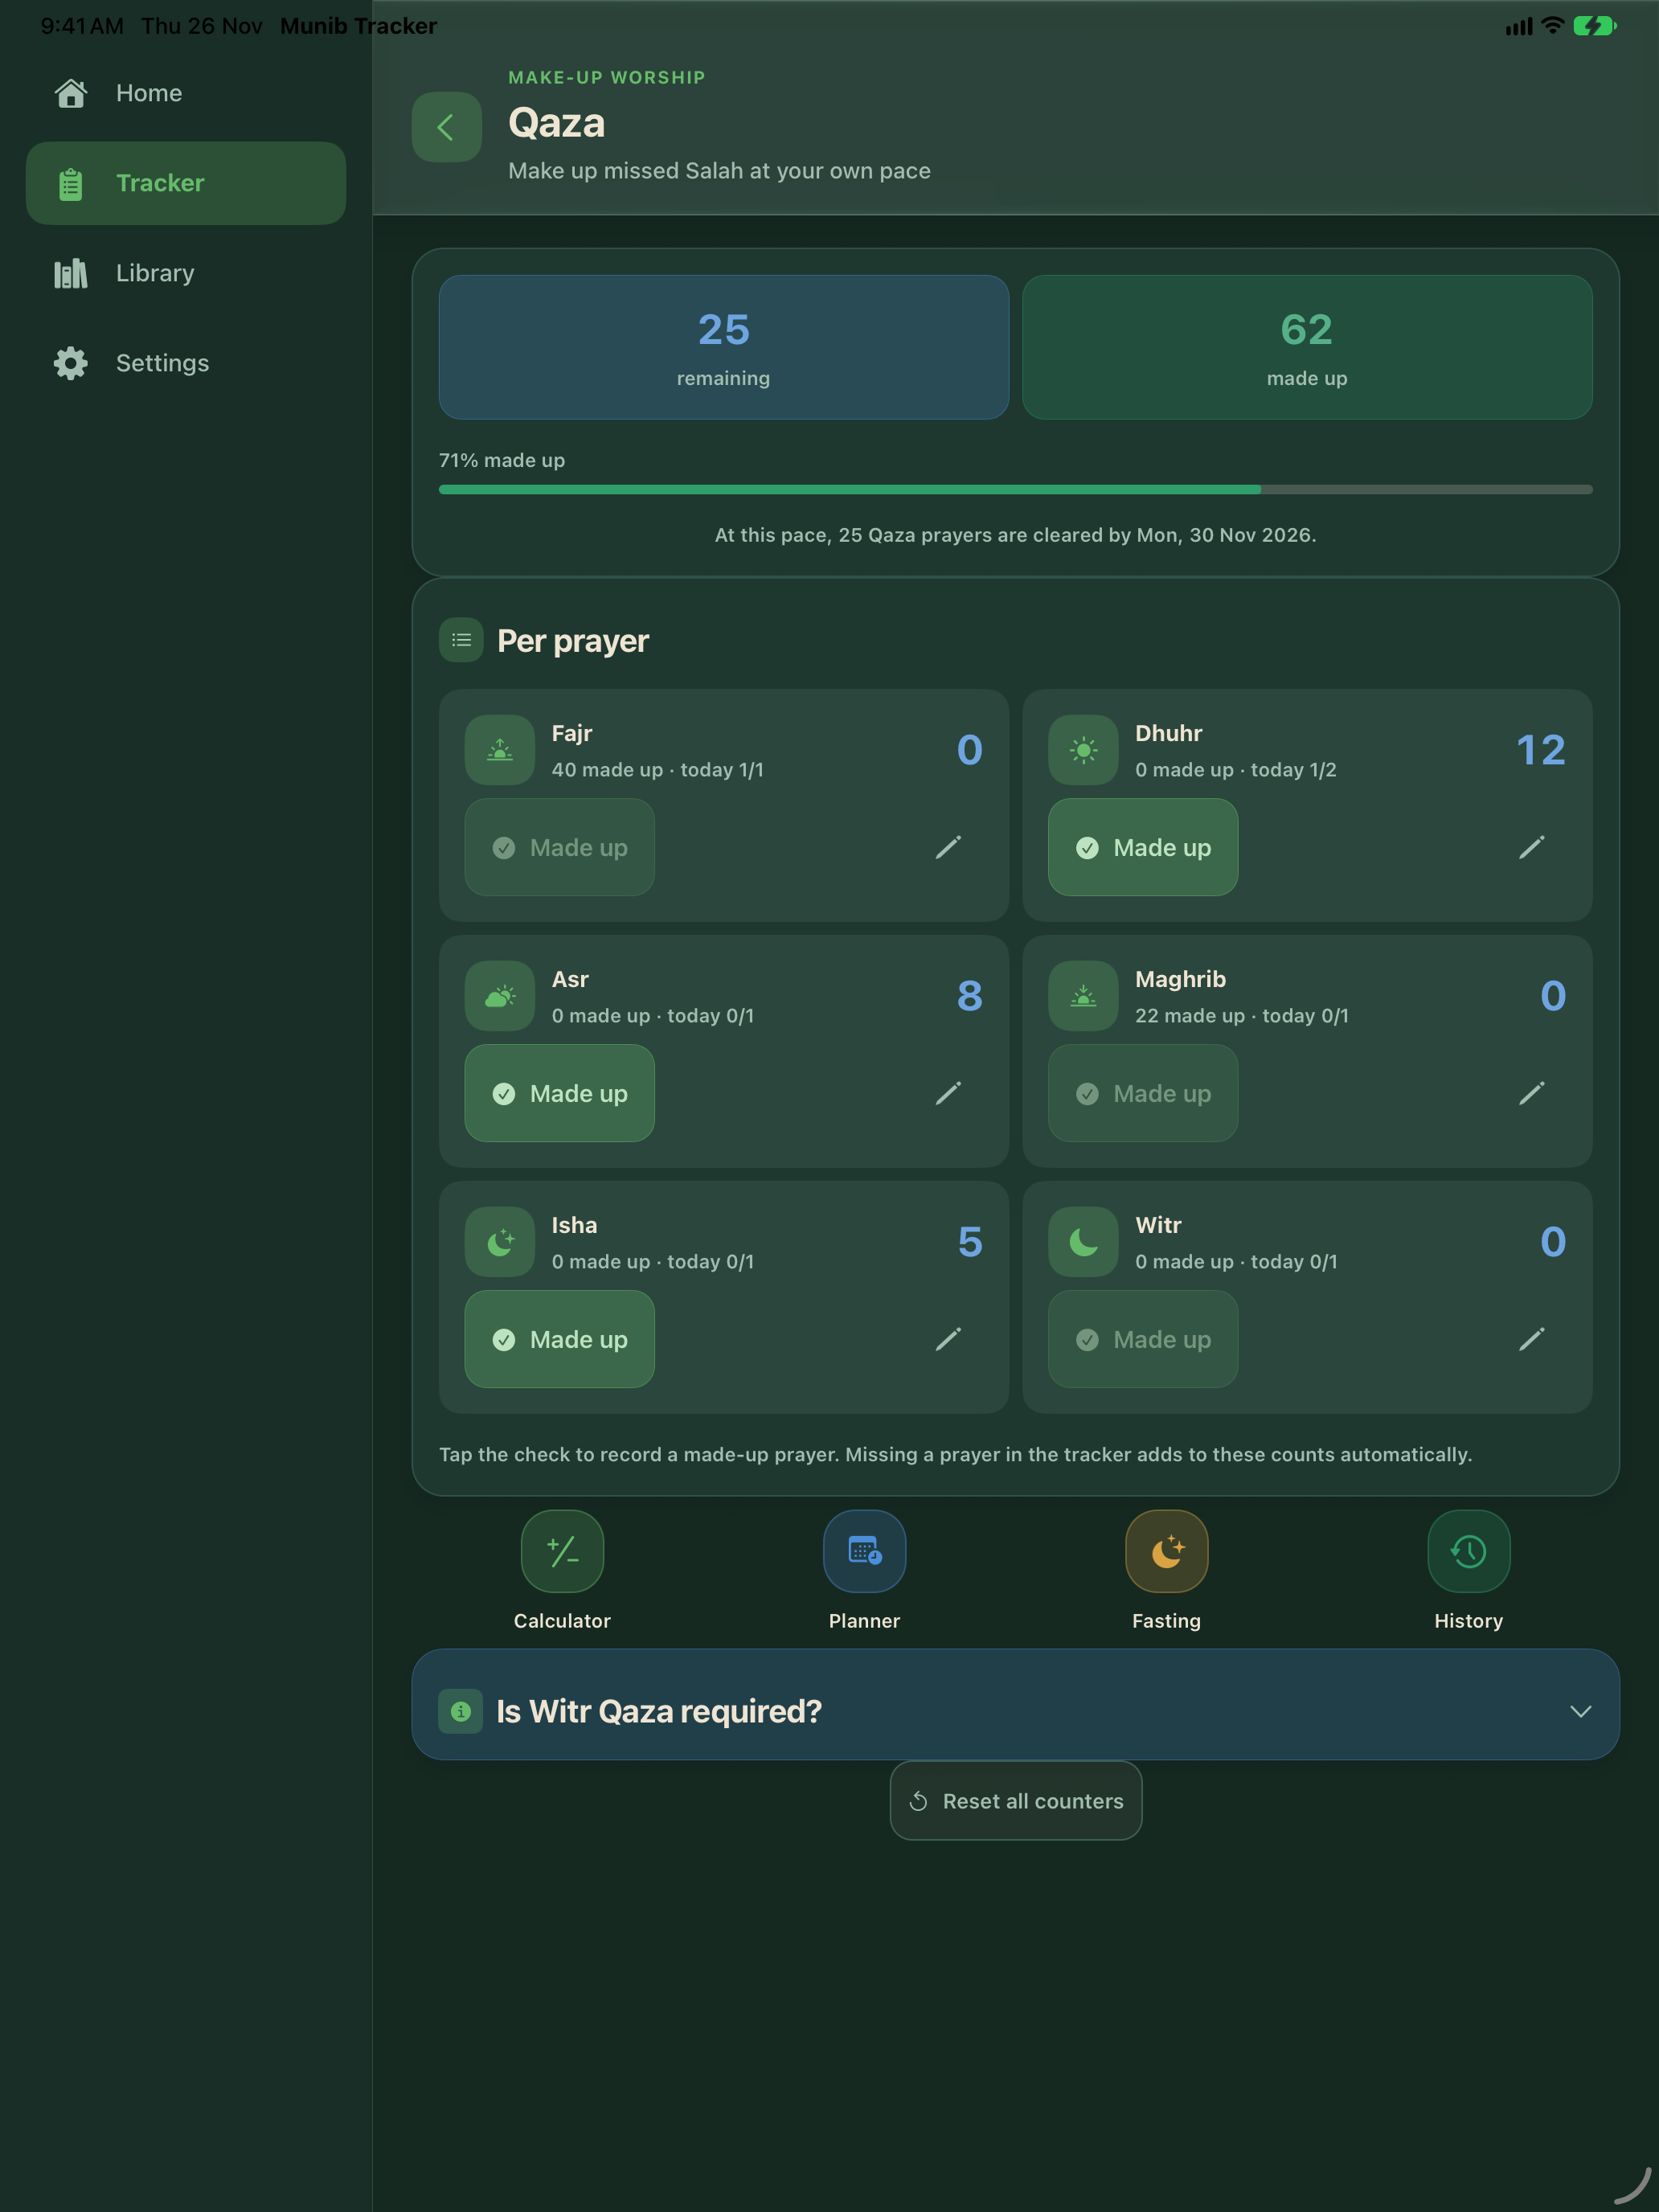 9:41 AM Thu 26 Nov Munib Tracker
Home
Tracker
Library
Settings
MAKE-UP WORSHIP
Qaza
Make up missed Salah at your own pace
25
remaining
62
made up
71% made up
At this pace, 25 Qaza prayers are cleared by Mon, 30 Nov 2026.
Per prayer
Fajr
40 made up · today 1/1
0
Made up
Dhuhr
0 made up · today 1/2
12
Made up
Asr
0 made up · today 0/1
8
Made up
Maghrib
22 made up · today 0/1
0
Made up
Isha
0 made up · today 0/1
5
Made up
Witr
0 made up · today 0/1
0
Made up
Tap the check to record a made-up prayer. Missing a prayer in the tracker adds to these counts automatically.
Calculator
Planner
Fasting
History
Is Witr Qaza required?
Reset all counters